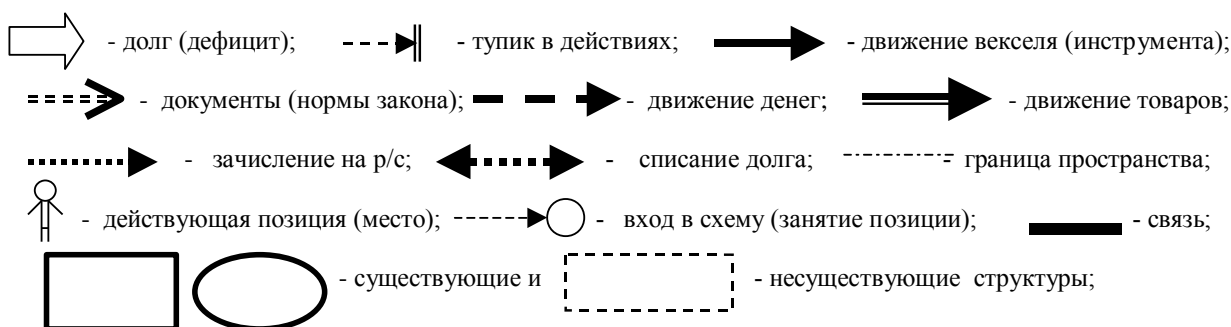 - долг (дефицит); - тупик в действиях; - движение векселя (инструмента);
- документы (нормы закона); - движение денег; - движение товаров;
- зачисление на р/с; - списание долга; - граница пространства;
- действующая позиция (место); - вход в схему (занятие позиции); - связь;
- существующие и - несуществующие структуры;